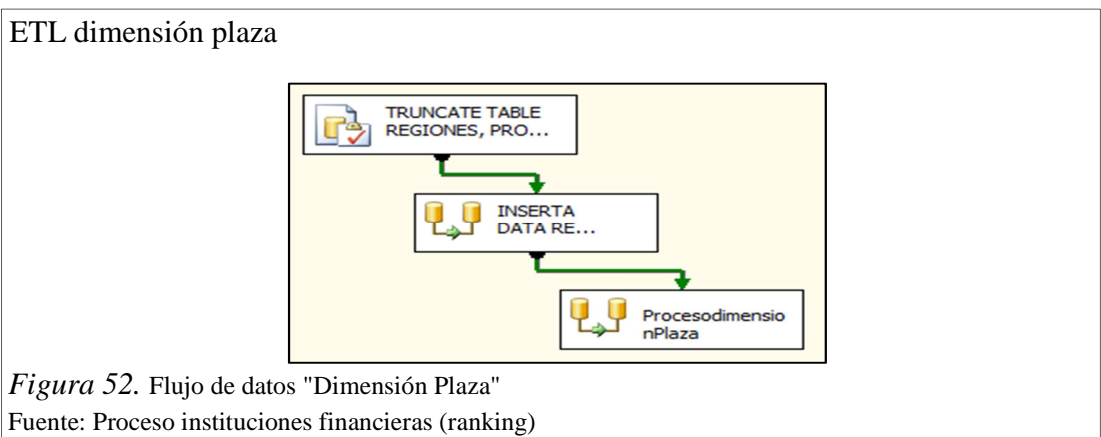 ETL dimensión plaza
TRUNCATE TABLE
REGIONES, PRO...
INSERTA
DATA RE...
Procesodimensio
nPlaza
Figura 52. Flujo de datos "Dimensión Plaza"
Fuente: Proceso instituciones financieras (ranking)